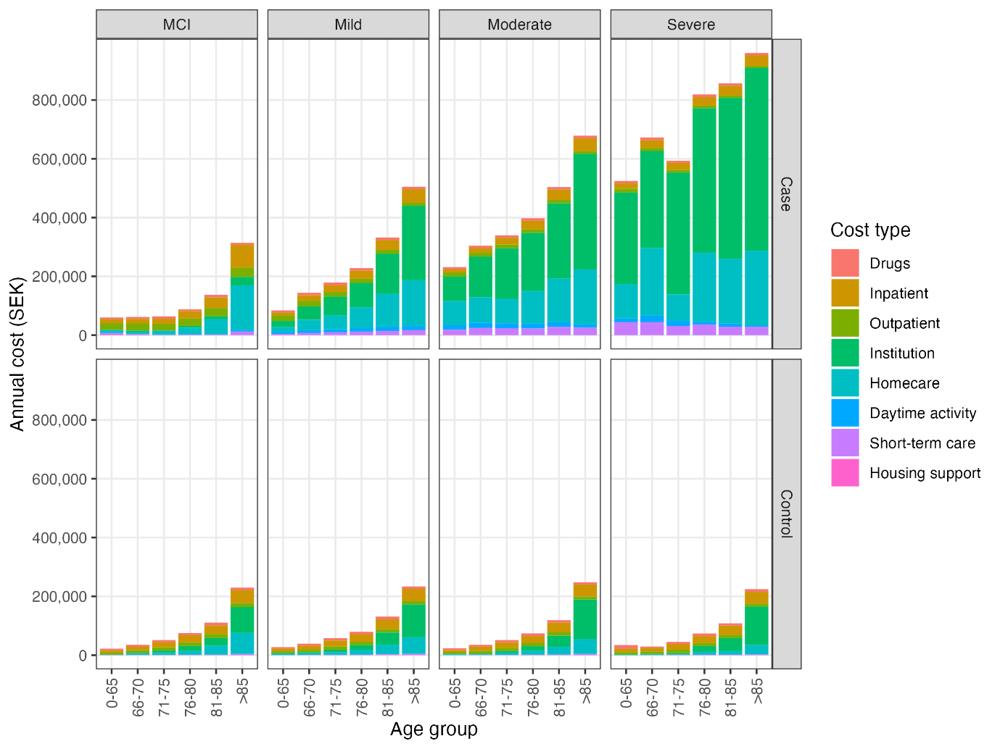 MCI
Mild
Moderate
Severe
800,000
600,000
400,000
200,000
0
Case
800,000
600,000
400,000
200,000
0
Control
Annual cost (SEK)
0-65
66-70
71-75
76-80
81-85
>85
0-65
66-70
71-75
76-80
81-85
>85
0-65
66-70
71-75
76-80
81-85
>85
0-65
66-70
71-75
76-80
81-85
>85
Age group
Cost type
Drugs
Inpatient
Outpatient
Institution
Homecare
Daytime activity
Short-term care
Housing support